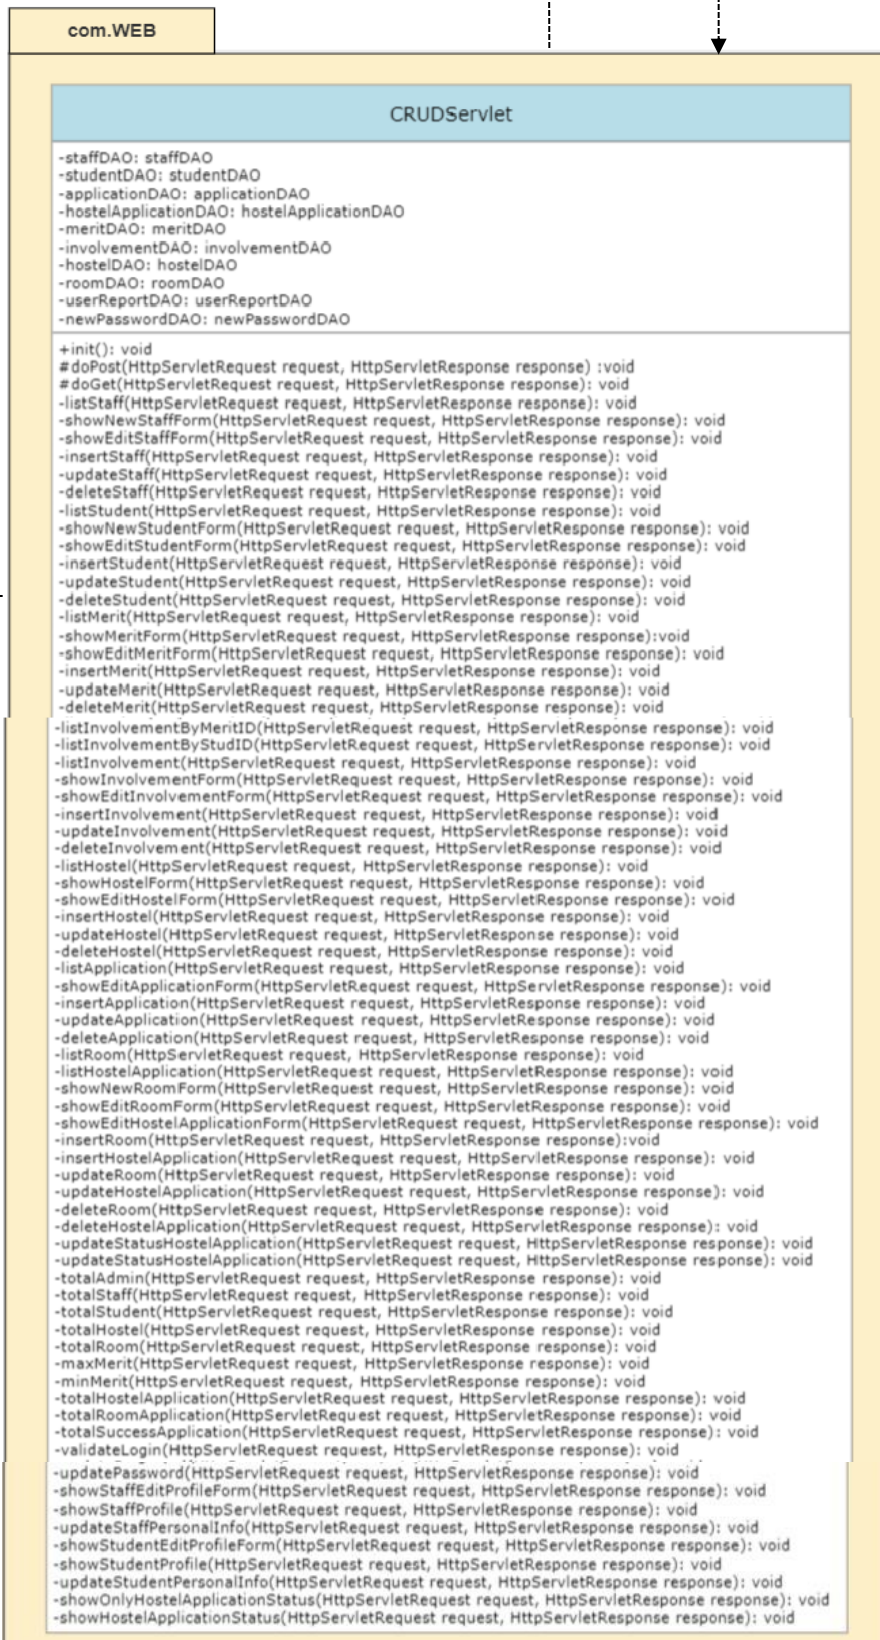 com.WEB
CRUDServlet
-staffDAO: staffDAO
-studentDAO: studentDAO
-applicationDAO: applicationDAO
-hostelApplicationDAO: hostelApplicationDAO
-meritDAO: meritDAO
-involvementDAO: involvementDAO
-hostelDAO: hostelDAO
-roomDAO: roomDAO
-userReportDAO: userReportDAO
-newPasswordDAO: newPasswordDAO
+init(): void
#doPost(HttpServletRequest request, HttpServletResponse response) :void
#doGet(HttpServletRequest request, HttpServletResponse response): void
-listStaff(HttpServletRequest request, HttpServletResponse response): void
-showNewStaffForm(HttpServletRequest request, HttpServletResponse response): void
-showEditStaffForm(HttpServletRequest request, HttpServletResponse response): void
-insertStaff(HttpServletRequest request, HttpServletResponse response): void
-updateStaff(HttpServletRequest request, HttpServletResponse response): void
-deleteStaff(HttpServletRequest request, HttpServletResponse response): void
-listStudent(HttpServletRequest request, HttpServletResponse response): void
-showNewStudentForm(HttpServletRequest request, HttpServletResponse response): void
-showEditStudentForm(HttpServletRequest request, HttpServletResponse response): void
-insertStudent(HttpServletRequest request, HttpServletResponse response): void
-updateStudent(HttpServletRequest request, HttpServletResponse response): void
-deleteStudent(HttpServletRequest request, HttpServletResponse response): void
-listMerit(HttpServletRequest request, HttpServletResponse response): void
-showMeritForm(HttpServletRequest request, HttpServletResponse response):void
-showEditMeritForm(HttpServletRequest request, HttpServletResponse response): void
-insertMerit(HttpServletRequest request, HttpServletResponse response): void
-updateMerit(HttpServletRequest request, HttpServletResponse response): void
-deleteMerit(HttpServletRequest request, HttpServletResponse response): void
-listInvolvementByMeritID(HttpServletRequest request, HttpServletResponse response): void
-listInvolvementByStudID(HttpServletRequest request, HttpServletResponse response): void
-listInvolvement(HttpServletRequest request, HttpServletResponse response): void
-showInvolvementForm(HttpServletRequest request, HttpServletResponse response): void
-showEditInvolvementForm(HttpServletRequest request, HttpServletResponse response): void
-insertInvolvement(HttpServletRequest request, HttpServletResponse response): void
-updateInvolvement(HttpServletRequest request, HttpServletResponse response): void
-deleteInvolvement(HttpServletRequest request, HttpServletResponse response): void
-listHostel(HttpServletRequest request, HttpServletResponse response): void
-showHostelForm(HttpServletRequest request, HttpServletResponse response): void
-showEditHostelForm(HttpServletRequest request, HttpServletResponse response): void
-insertHostel(HttpServletRequest request, HttpServletResponse response): void
-updateHostel(HttpServletRequest request, HttpServletResponse response): void
-deleteHostel(HttpServletRequest request, HttpServletResponse response): void
-listApplication(HttpServletRequest request, HttpServletResponse response): void
-showEditApplicationForm(HttpServletRequest request, HttpServletResponse response): void
-insertApplication(HttpServletRequest request, HttpServletResponse response): void
-updateApplication(HttpServletRequest request, HttpServletResponse response): void
-deleteApplication(HttpServletRequest request, HttpServletResponse response): void
-listRoom(HttpServletRequest request, HttpServletResponse response): void
-listHostelApplication(HttpServletRequest request, HttpServletResponse response): void
-showNewRoomForm(HttpServletRequest request, HttpServletResponse response): void
-showEditRoomForm(HttpServletRequest request, HttpServletResponse response): void
-showEditHostelApplicationForm(HttpServletRequest request, HttpServletResponse response): void
-insertRoom(HttpServletRequest request, HttpServletResponse response):void
-insertHostelApplication(HttpServletRequest request, HttpServletResponse response): void
-updateRoom(HttpServletRequest request, HttpServletResponse response): void
-updateHostelApplication(HttpServletRequest request, HttpServletResponse response): void
-deleteRoom(HttpServletRequest request, HttpServletResponse response): void
-deleteHostelApplication(HttpServletRequest request, HttpServletResponse response): void
-updateStatusHostelApplication(HttpServletRequest request, HttpServletResponse response): void
-updateStatusHostelApplication(HttpServletRequest request, HttpServletResponse response): void
-totalAdmin(HttpServletRequest request, HttpServletResponse response): void
-totalStaff(HttpServletRequest request, HttpServletResponse response): void
-totalStudent(HttpServletRequest request, HttpServletResponse response): void
-totalHostel(HttpServletRequest request, HttpServletResponse response): void
-totalRoom(HttpServletRequest request, HttpServletResponse response): void
-maxMerit(HttpServletRequest request, HttpServletResponse response): void
-minMerit(HttpServletRequest request, HttpServletResponse response): void
-totalHostelApplication(HttpServletRequest request, HttpServletResponse response): void
-totalRoomApplication(HttpServletRequest request, HttpServletResponse response): void
-totalSuccessApplication(HttpServletRequest request, HttpServletResponse response): void
-validateLogin(HttpServletRequest request, HttpServletResponse response): void
-updatePassword(HttpServletRequest request, HttpServletResponse response): void
-showStaffEditProfileForm(HttpServletRequest request, HttpServletResponse response): void
-showStaffProfile(HttpServletRequest request, HttpServletResponse response): void
-updateStaffPersonalInfo(HttpServletRequest request, HttpServletResponse response): void
-showStudentEditProfileForm(HttpServletRequest request, HttpServletResponse response): void
-showStudentProfile(HttpServletRequest request, HttpServletResponse response): void
-updateStudentPersonalInfo(HttpServletRequest request, HttpServletResponse response): void
-showOnlyHostelApplicationStatus(HttpServletRequest request, HttpServletResponse response): void
-showHostelApplicationStatus(HttpServletRequest request, HttpServletResponse response): void